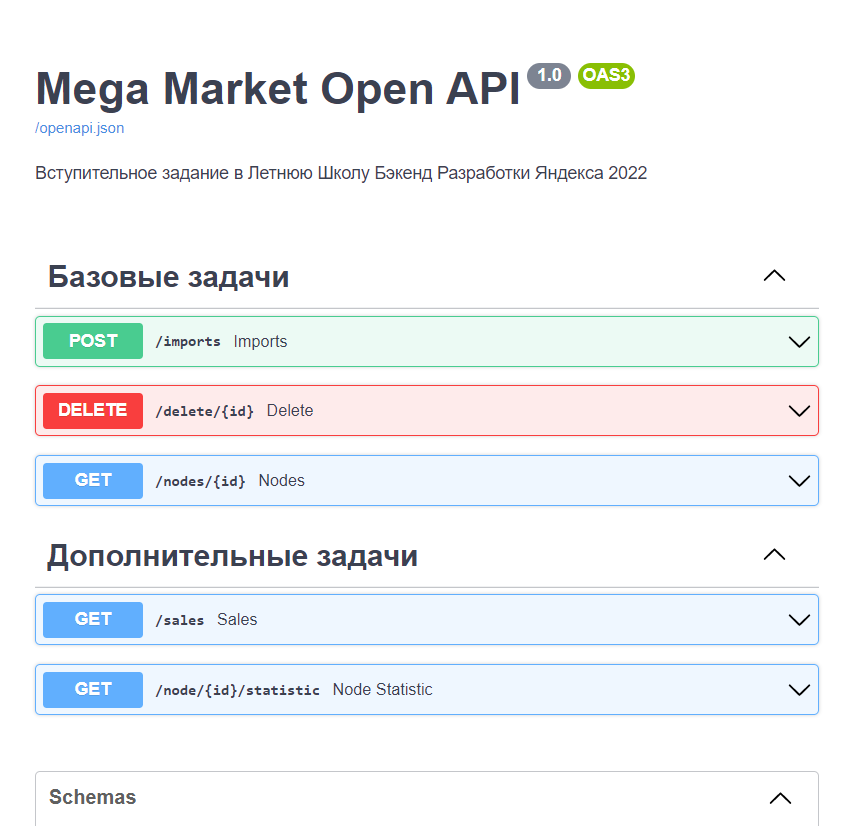 Mega Market Open API 1.0 OAS3
/openapi.json
Вступительное задание в Летнюю Школу Бэкенд Разработки Яндекса 2022
Базовые задачи
POST /imports Imports
DELETE /delete/{id} Delete
GET /nodes/{id} Nodes
Дополнительные задачи
GET /sales Sales
GET /node/{id}/statistic Node Statistic
Schemas